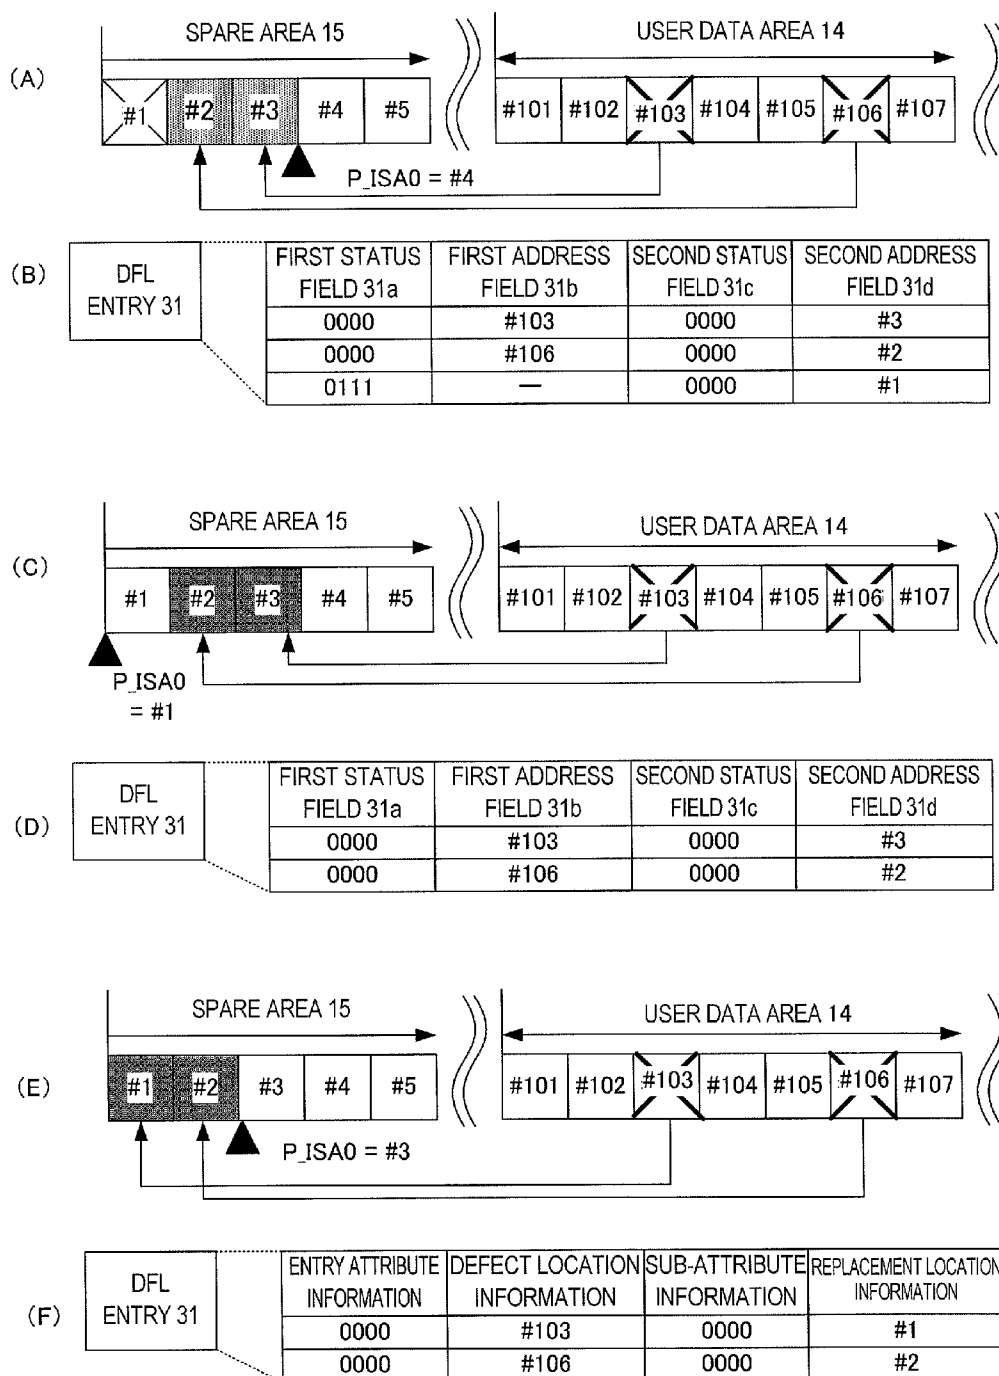 (A)
SPARE AREA 15
USER DATA AREA 14
#1 #2 #3 #4 #5
#101 #102 #103 #104 #105 #106 #107
P_ISA0 = #4
(B)
DFL
ENTRY 31
FIRST STATUS FIELD 31a
FIRST ADDRESS FIELD 31b
SECOND STATUS FIELD 31c
SECOND ADDRESS FIELD 31d
0000 #103 0000 #3
0000 #106 0000 #2
0111 — 0000 #1
(C)
SPARE AREA 15
USER DATA AREA 14
#1 #2 #3 #4 #5
#101 #102 #103 #104 #105 #106 #107
P_ISA0
= #1
(D)
DFL
ENTRY 31
FIRST STATUS FIELD 31a
FIRST ADDRESS FIELD 31b
SECOND STATUS FIELD 31c
SECOND ADDRESS FIELD 31d
0000 #103 0000 #3
0000 #106 0000 #2
(E)
SPARE AREA 15
USER DATA AREA 14
#1 #2 #3 #4 #5
#101 #102 #103 #104 #105 #106 #107
P_ISA0 = #3
(F)
DFL
ENTRY 31
ENTRY ATTRIBUTE INFORMATION
DEFECT LOCATION INFORMATION
SUB-ATTRIBUTE INFORMATION
REPLACEMENT LOCATION INFORMATION
0000 #103 0000 #1
0000 #106 0000 #2